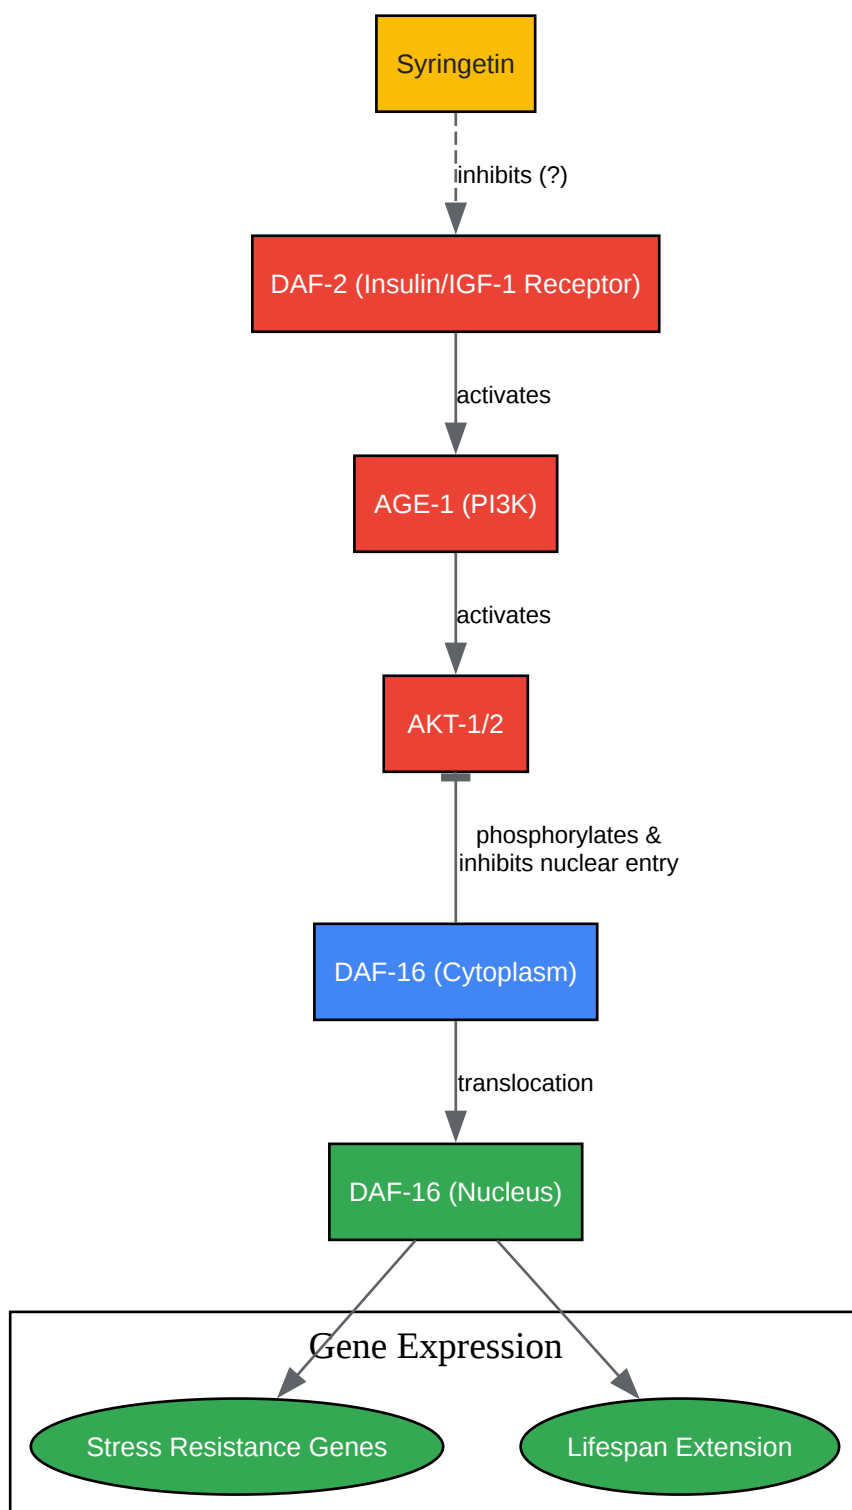 Syringetin
inhibits (?)
DAF-2 (Insulin/IGF-1 Receptor)
activates
AGE-1 (PI3K)
activates
AKT-1/2
phosphorylates &
inhibits nuclear entry
DAF-16 (Cytoplasm)
translocation
DAF-16 (Nucleus)
Gene Expression
Stress Resistance Genes
Lifespan Extension